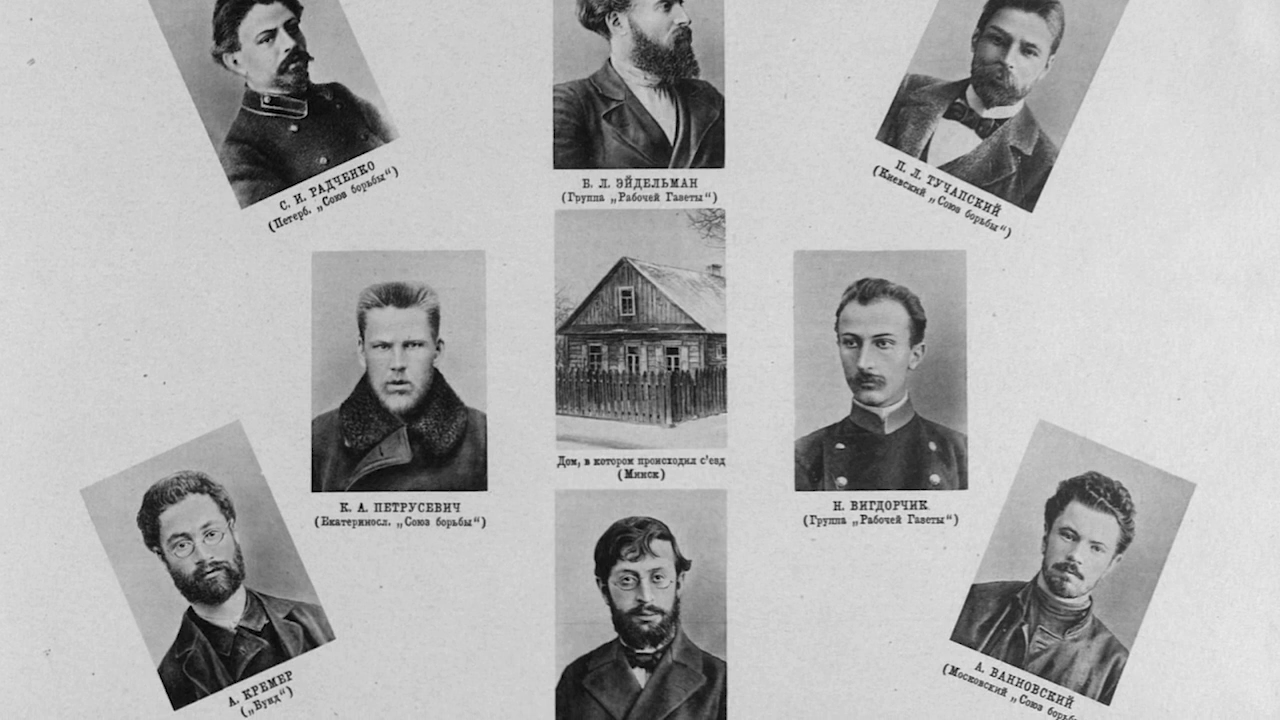 С. И. РАДЧЕНКО
(Петерб. „Союз борьбы“)
Б. Л. ЭЙДЕЛЬМАН
(Группа „Рабочей Газеты“)
П. Л. ТУЧАПСКИЙ
(Киевский „Союз борьбы“)
К. А. ПЕТРУСЕВИЧ
(Екатериносл. „Союз борьбы“)
Дом, в котором происходил с'езд
(Минск)
Н. ВИГДОРЧИК
(Группа „Рабочей Газеты“)
А. КРЕМЕР
(„Бунд“)
А. ВАННОВСКИЙ
(Московский „Союз